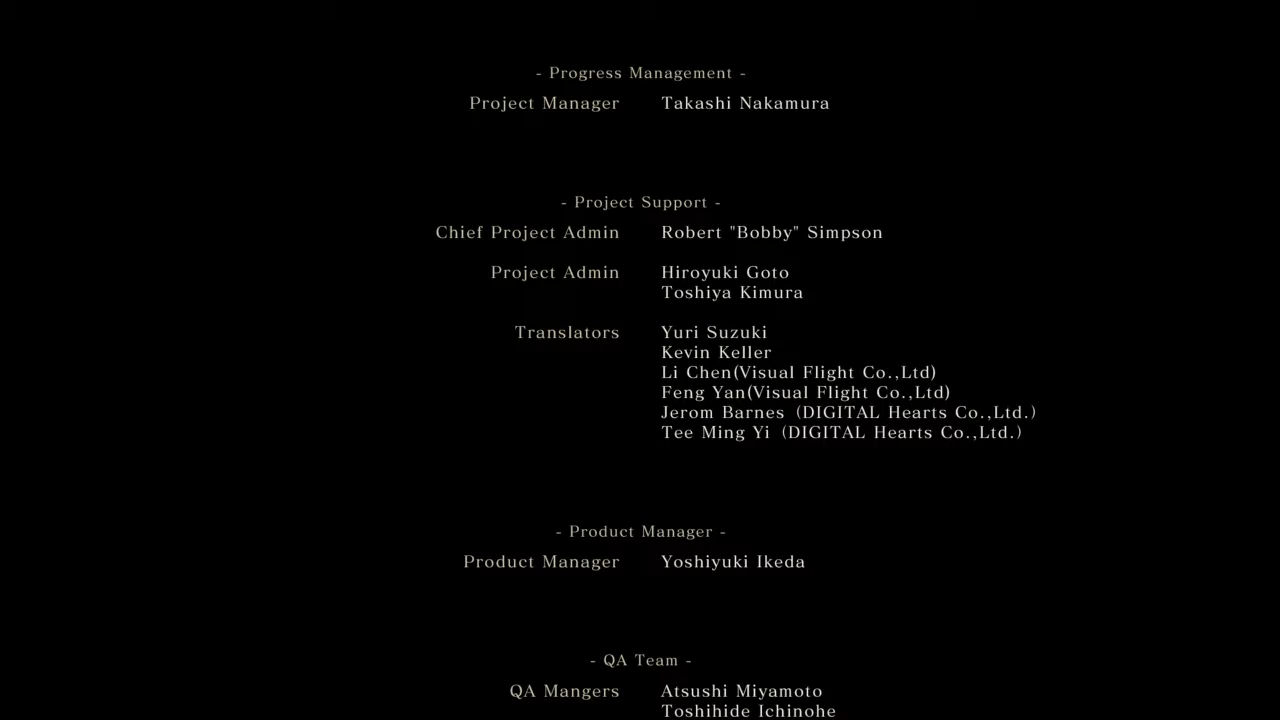 - Progress Management -
Project Manager Takashi Nakamura
- Project Support -
Chief Project Admin Robert "Bobby" Simpson
Project Admin Hiroyuki Goto
Toshiya Kimura
Translators Yuri Suzuki
Kevin Keller
Li Chen(Visual Flight Co.,Ltd)
Feng Yan(Visual Flight Co.,Ltd)
Jerom Barnes (DIGITAL Hearts Co.,Ltd.)
Tee Ming Yi (DIGITAL Hearts Co.,Ltd.)
- Product Manager -
Product Manager Yoshiyuki Ikeda
- QA Team -
QA Mangers Atsushi Miyamoto
Toshihide Ichinohe